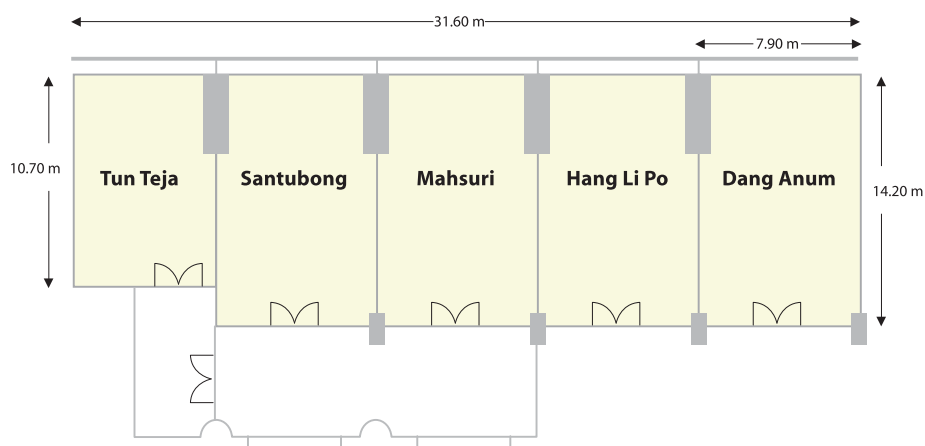 31.60 m
7.90 m
10.70 m
Tun Teja
Santubong
Mahsuri
Hang Li Po
Dang Anum
14.20 m